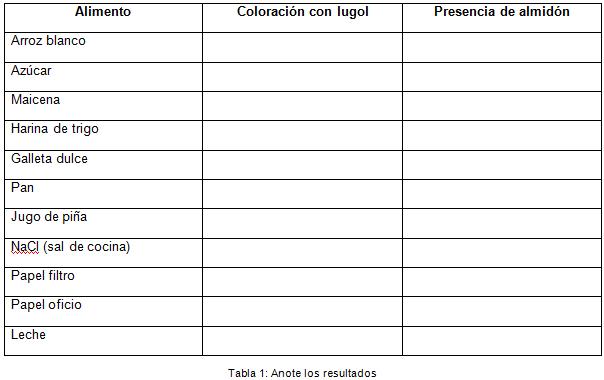 Alimento Coloración con lugol Presencia de almidón
Arroz blanco
Azúcar
Maicena
Harina de trigo
Galleta dulce
Pan
Jugo de piña
NaCl (sal de cocina)
Papel filtro
Papel oficio
Leche
Tabla 1: Anote los resultados